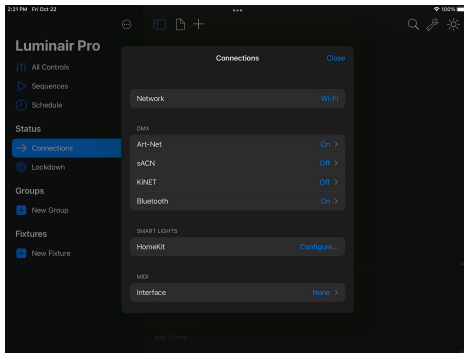 2:21 PM Fri Oct 22
100%
Luminair Pro
All Controls
Sequences
Schedule
Status
Connections
Lockdown
Groups
New Group
Fixtures
New Fixture
Connections Close
Network Wi-Fi
DMX
Art-Net On
sACN Off
KiNET Off
Bluetooth On
SMART LIGHTS
HomeKit Configure...
MIDI
Interface None
Add Scene